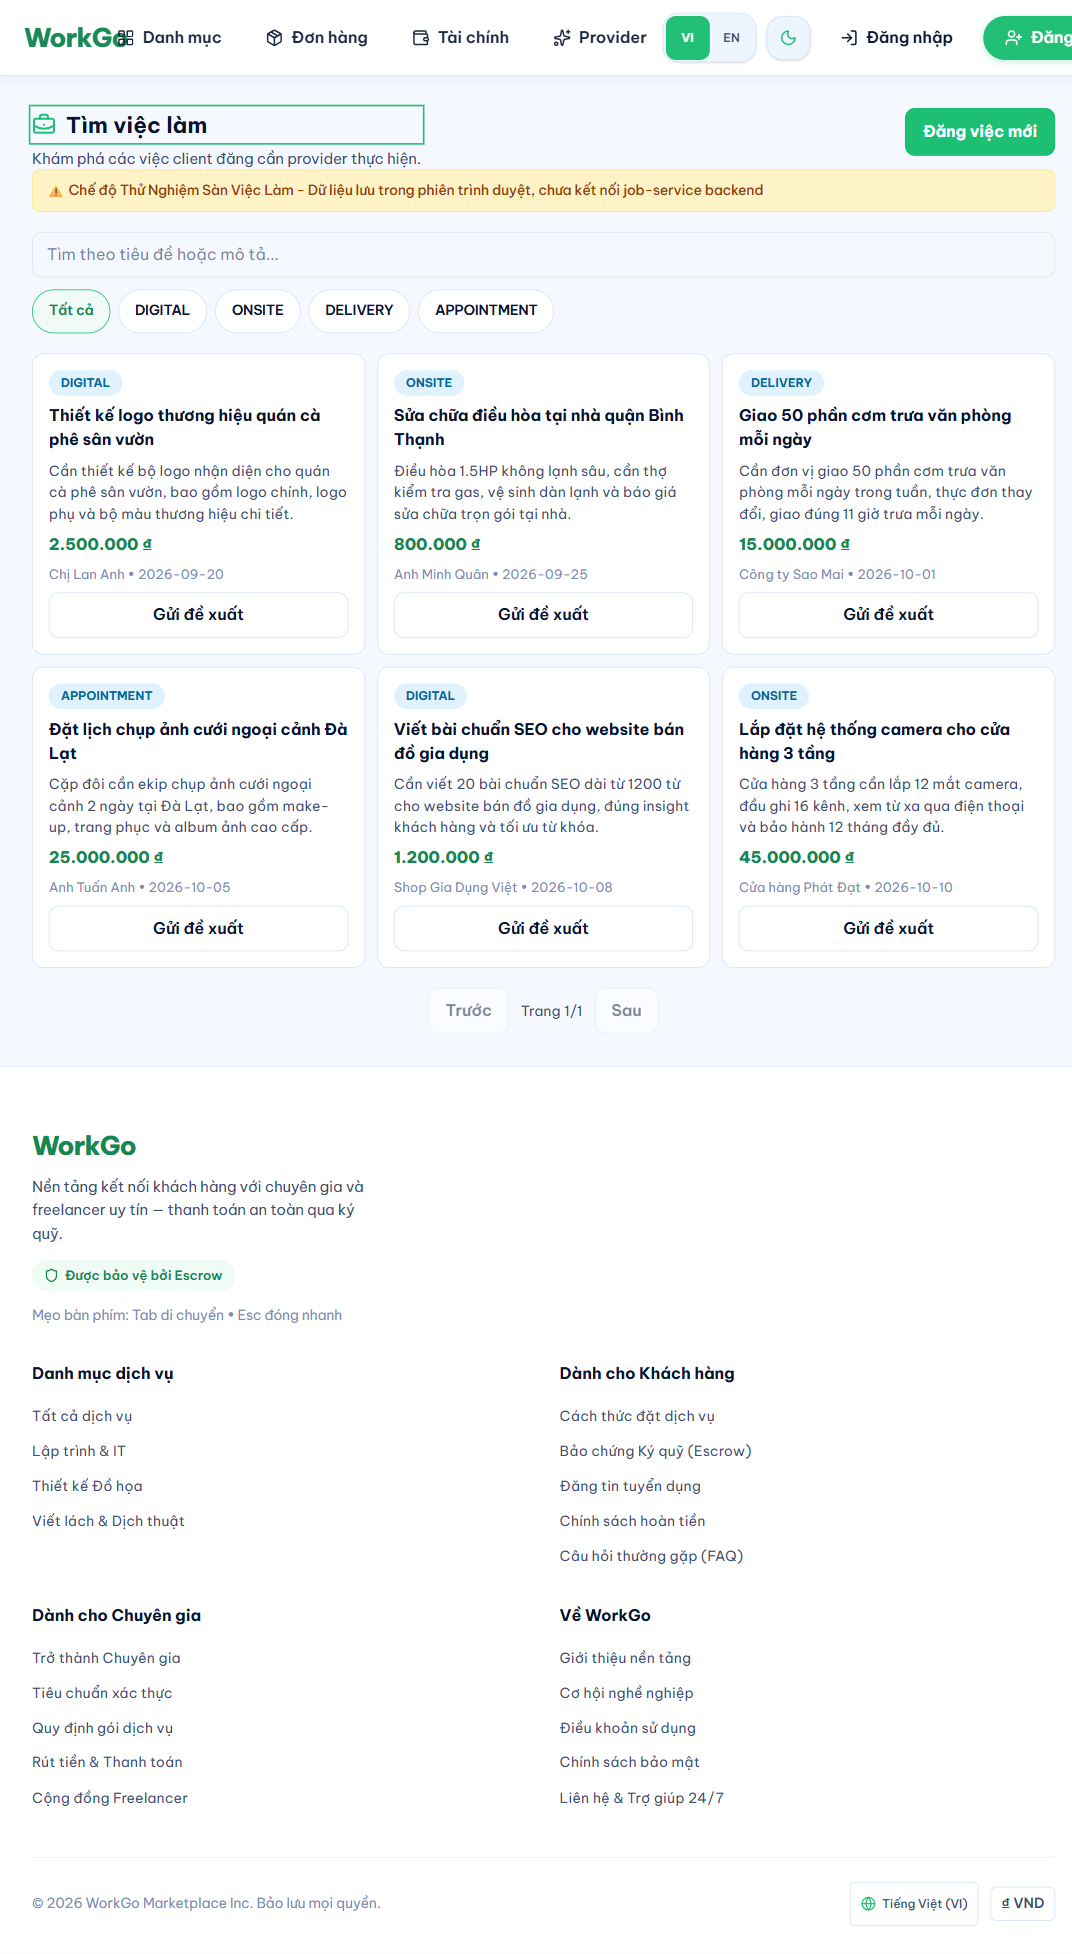 WorkGo Danh mục Đơn hàng Tài chính Provider VI EN Đăng nhập Đăng
Tìm việc làm
Đăng việc mới
Khám phá các việc client đăng cần provider thực hiện.
Chế độ Thử Nghiệm Sàn Việc Làm - Dữ liệu lưu trong phiên trình duyệt, chưa kết nối job-service backend
Tìm theo tiêu đề hoặc mô tả...
Tất cả DIGITAL ONSITE DELIVERY APPOINTMENT
DIGITAL
Thiết kế logo thương hiệu quán cà
phê sân vườn
Cần thiết kế bộ logo nhận diện cho quán
cà phê sân vườn, bao gồm logo chính, logo
phụ và bộ màu thương hiệu chi tiết.
2.500.000 ₫
Chị Lan Anh • 2026-09-20
Gửi đề xuất
ONSITE
Sửa chữa điều hòa tại nhà quận Bình
Thạnh
Điều hòa 1.5HP không lạnh sâu, cần thợ
kiểm tra gas, vệ sinh dàn lạnh và báo giá
sửa chữa trọn gói tại nhà.
800.000 ₫
Anh Minh Quân • 2026-09-25
Gửi đề xuất
DELIVERY
Giao 50 phần cơm trưa văn phòng
mỗi ngày
Cần đơn vị giao 50 phần cơm trưa văn
phòng mỗi ngày trong tuần, thực đơn thay
đổi, giao đúng 11 giờ trưa mỗi ngày.
15.000.000 ₫
Công ty Sao Mai • 2026-10-01
Gửi đề xuất
APPOINTMENT
Đặt lịch chụp ảnh cưới ngoại cảnh Đà
Lạt
Cặp đôi cần ekip chụp ảnh cưới ngoại
cảnh 2 ngày tại Đà Lạt, bao gồm make-
up, trang phục và album ảnh cao cấp.
25.000.000 ₫
Anh Tuấn Anh • 2026-10-05
Gửi đề xuất
DIGITAL
Viết bài chuẩn SEO cho website bán
đồ gia dụng
Cần viết 20 bài chuẩn SEO dài từ 1200 từ
cho website bán đồ gia dụng, đúng insight
khách hàng và tối ưu từ khóa.
1.200.000 ₫
Shop Gia Dụng Việt • 2026-10-08
Gửi đề xuất
ONSITE
Lắp đặt hệ thống camera cho cửa
hàng 3 tầng
Cửa hàng 3 tầng cần lắp 12 mắt camera,
đầu ghi 16 kênh, xem từ xa qua điện thoại
và bảo hành 12 tháng đầy đủ.
45.000.000 ₫
Cửa hàng Phát Đạt • 2026-10-10
Gửi đề xuất
Trước Trang 1/1 Sau
WorkGo
Nền tảng kết nối khách hàng với chuyên gia và
freelancer uy tín — thanh toán an toàn qua ký
quỹ.
Được bảo vệ bởi Escrow
Mẹo bàn phím: Tab di chuyển • Esc đóng nhanh
Danh mục dịch vụ
Tất cả dịch vụ
Lập trình & IT
Thiết kế Đồ họa
Viết lách & Dịch thuật
Dành cho Khách hàng
Cách thức đặt dịch vụ
Bảo chứng Ký quỹ (Escrow)
Đăng tin tuyển dụng
Chính sách hoàn tiền
Câu hỏi thường gặp (FAQ)
Dành cho Chuyên gia
Trở thành Chuyên gia
Tiêu chuẩn xác thực
Quy định gói dịch vụ
Rút tiền & Thanh toán
Cộng đồng Freelancer
Về WorkGo
Giới thiệu nền tảng
Cơ hội nghề nghiệp
Điều khoản sử dụng
Chính sách bảo mật
Liên hệ & Trợ giúp 24/7
© 2026 WorkGo Marketplace Inc. Bảo lưu mọi quyền.
Tiếng Việt (VI) ₫ VND